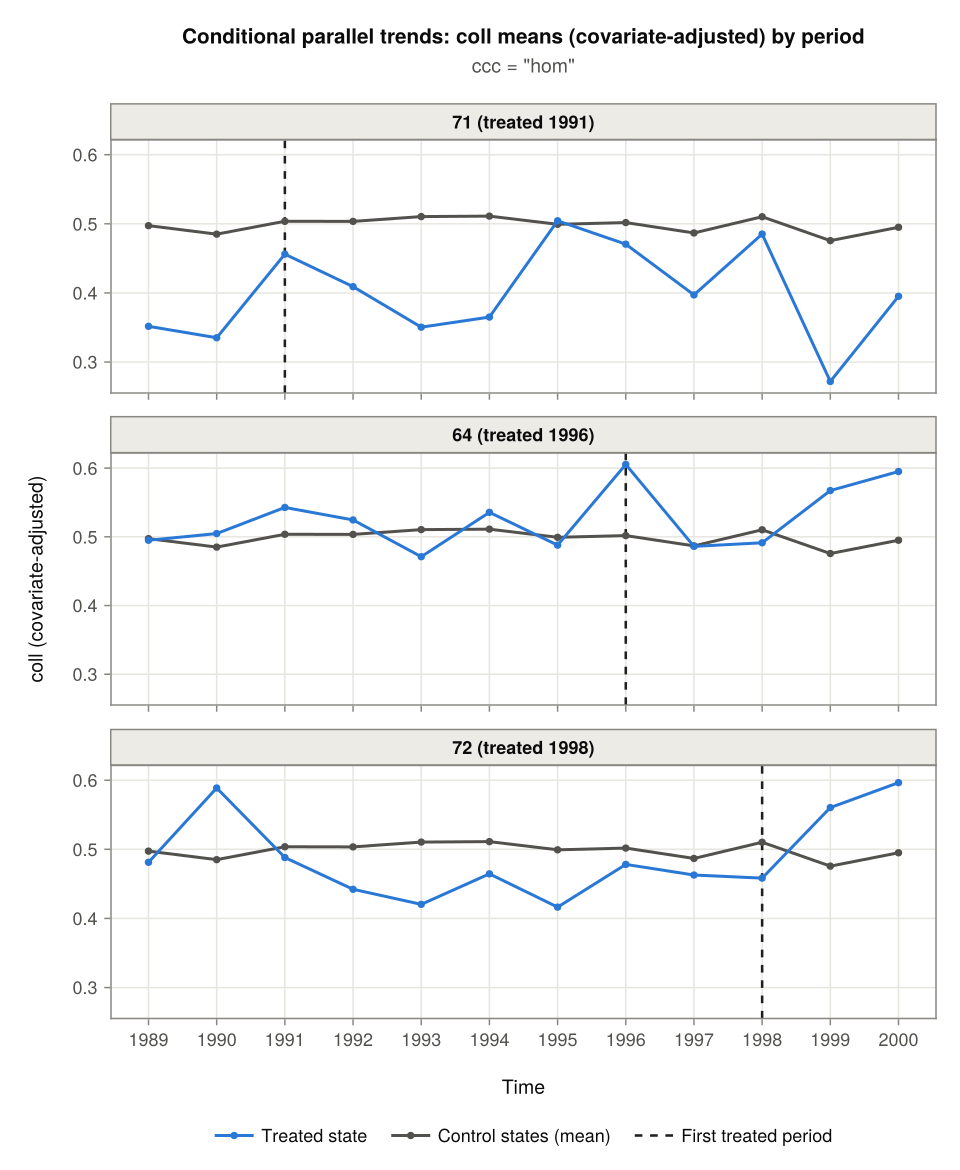 Conditional parallel trends: coll means (covariate-adjusted) by period
ccc = "hom"
71 (treated 1991)
0.6
0.5
0.4
0.3
64 (treated 1996)
0.6
0.5
0.4
0.3
coll (covariate-adjusted)
72 (treated 1998)
0.6
0.5
0.4
0.3
1989 1990 1991 1992 1993 1994 1995 1996 1997 1998 1999 2000
Time
Treated state Control states (mean) First treated period